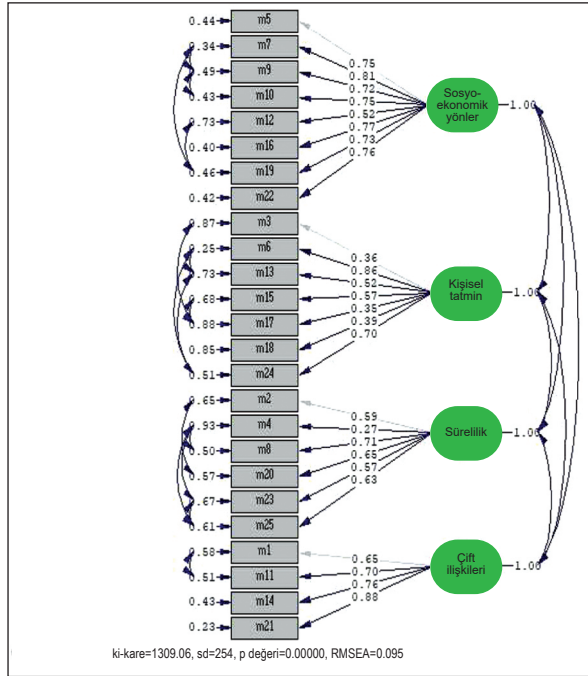 0.44 m5
0.34 m7
0.49 m9
0.43 m10
0.73 m12
0.40 m16
0.46 m19
0.42 m22
0.75
0.81
0.72
0.75
0.52
0.77
0.73
0.76
Sosyo-
ekonomik
yönler
1.00
0.87 m3
0.25 m6
0.73 m13
0.68 m15
0.88 m17
0.85 m18
0.51 m24
0.36
0.86
0.52
0.57
0.35
0.39
0.70
Kişisel
tatmin
1.00
0.65 m2
0.93 m4
0.50 m8
0.57 m20
0.67 m23
0.61 m25
0.59
0.27
0.71
0.65
0.57
0.63
Sürelilik
1.00
0.58 m1
0.51 m11
0.43 m14
0.23 m21
0.65
0.70
0.76
0.88
Çift
ilişkileri
1.00
ki-kare=1309.06, sd=254, p değeri=0.00000, RMSEA=0.095